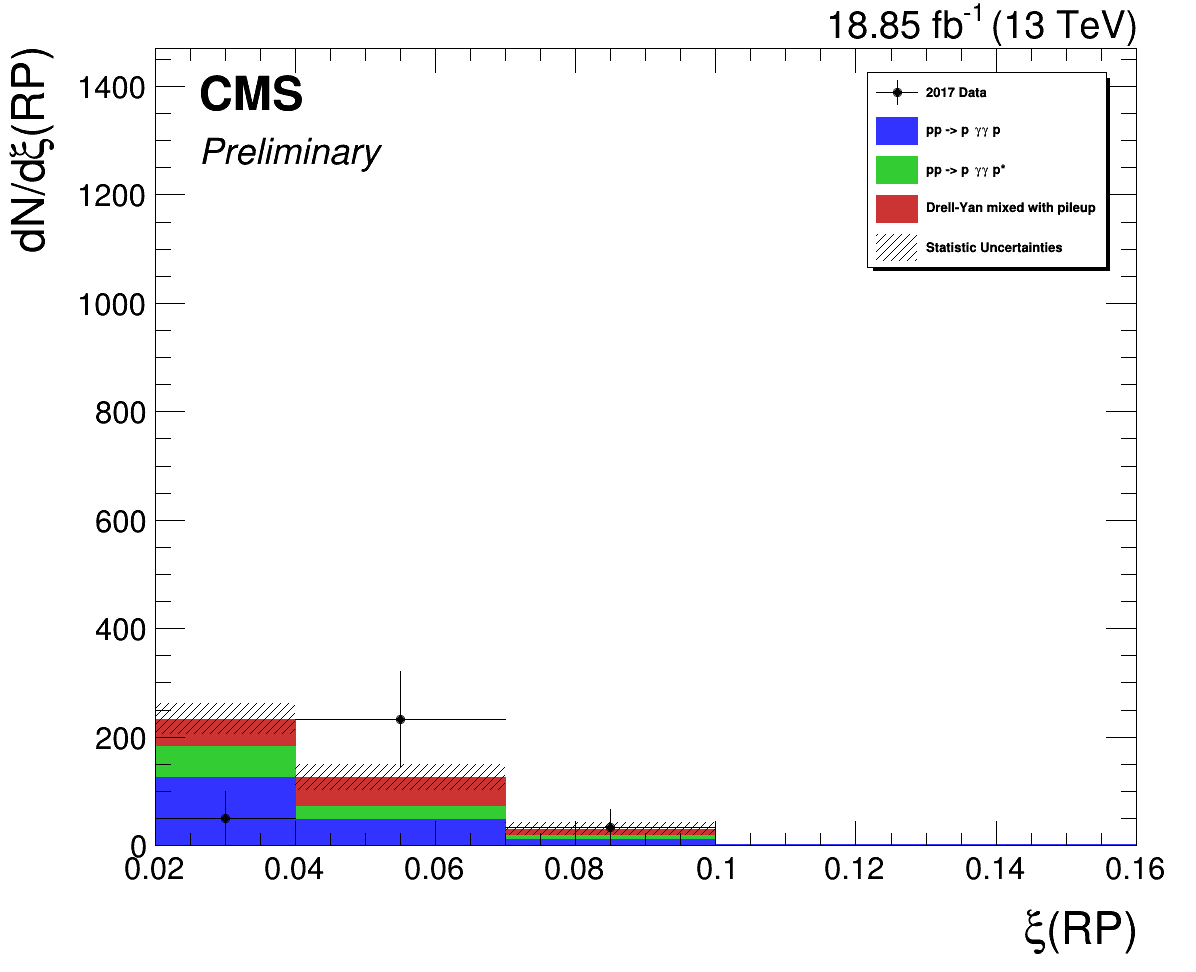 18.85 fb⁻¹ (13 TeV)
dN/dξ(RP)
CMS
Preliminary
2017 Data
pp -> p γγ p
pp -> p γγ p*
Drell-Yan mixed with pileup
Statistic Uncertainties
1400
1200
1000
800
600
400
200
0
0.02 0.04 0.06 0.08 0.1 0.12 0.14 0.16
ξ(RP)